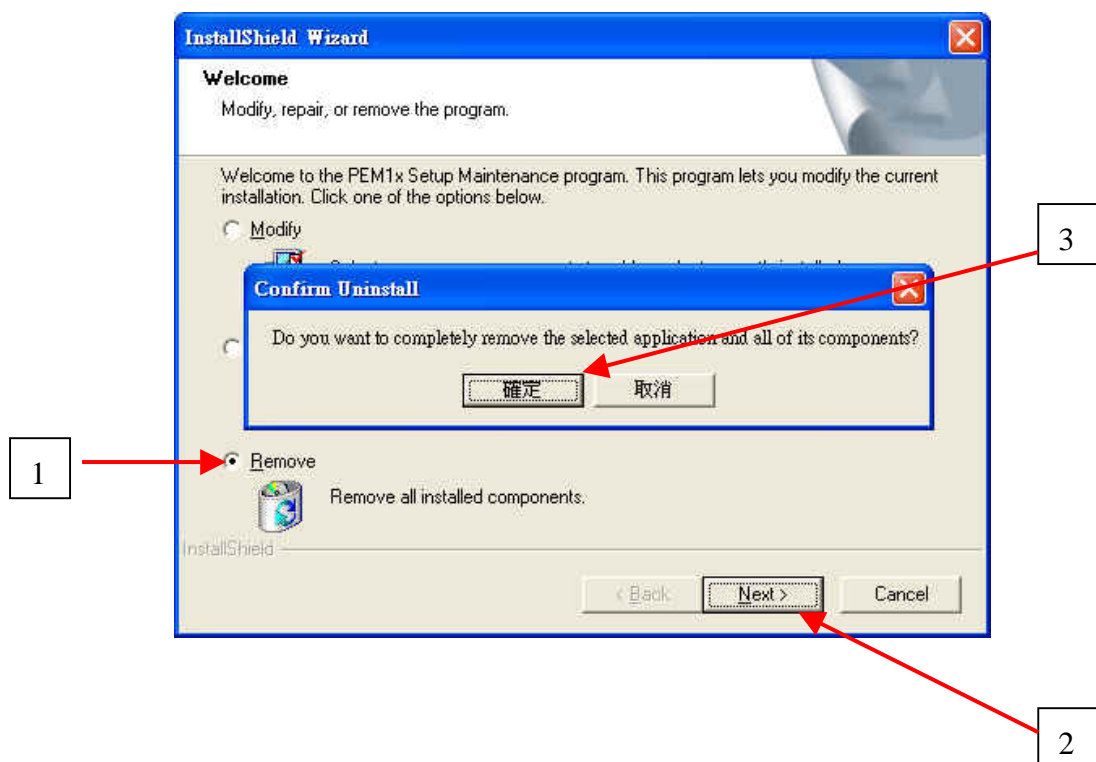 InstallShield Wizard
Welcome
Modify, repair, or remove the program.
Welcome to the PEM1x Setup Maintenance program. This program lets you modify the current
installation. Click one of the options below.
Modify
3
Confirm Uninstall
Do you want to completely remove the selected application and all of its components?
確定 取消
1
Remove
Remove all installed components.
InstallShield
< Back Next > Cancel
2